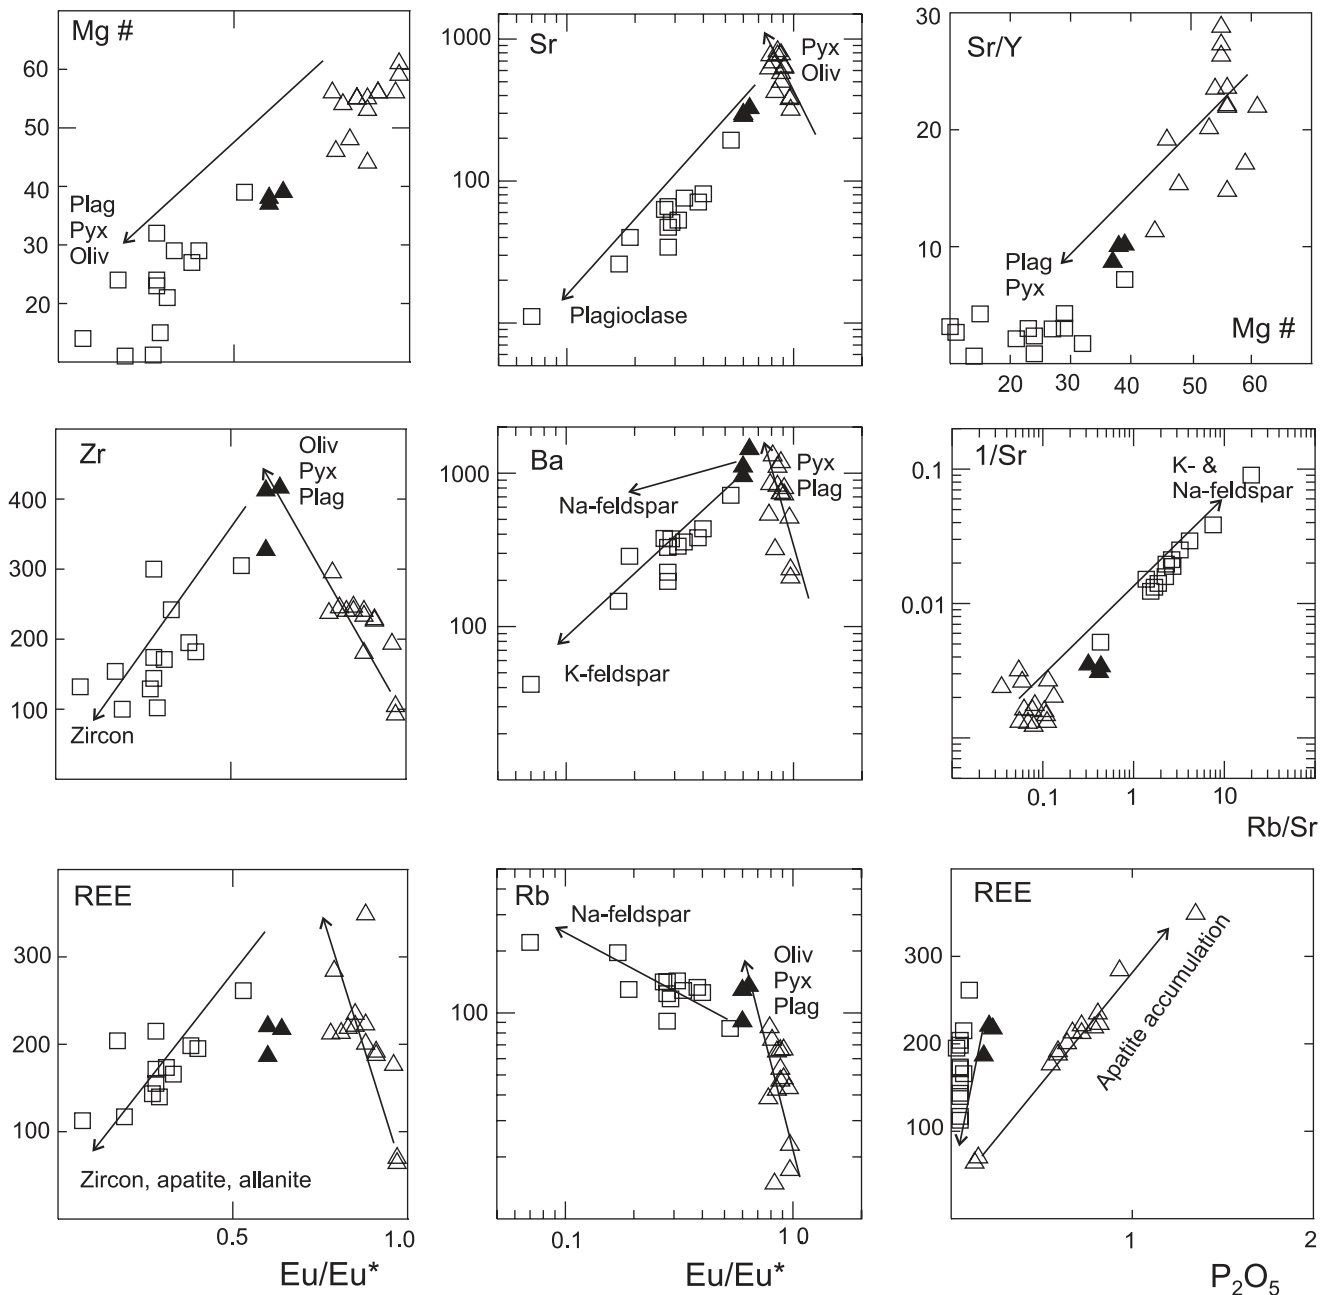 Mg #
60
50
40
30
20
Plag
Pyx
Oliv
Sr
1000
100
Pyx
Oliv
Plagioclase
Sr/Y
30
20
10
Plag
Pyx
Mg #
20
30
40
50
60
Zr
400
300
200
100
Oliv
Pyx
Plag
Zircon
Ba
1000
100
Pyx
Plag
Na-feldspar
K-feldspar
1/Sr
0.1
0.01
K- &
Na-feldspar
0.1
1
10
Rb/Sr
REE
300
200
100
Zircon, apatite, allanite
0.5
1.0
Eu/Eu*
Rb
100
Na-feldspar
Oliv
Pyx
Plag
0.1
1 0
Eu/Eu*
REE
300
200
100
Apatite accumulation
1
2
P₂O₅